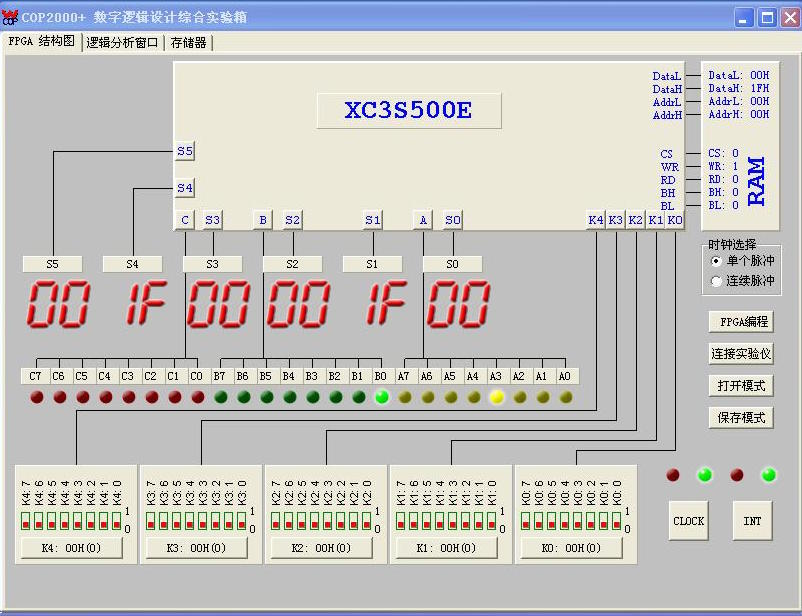 COP2000+ 数字逻辑设计综合实验箱
FPGA 结构图 逻辑分析窗口 存储器
XC3S500E
DataL DataL: 00H
DataH DataH: 1FH
AddrL AddrL: 00H
AddrH AddrH: 00H
CS CS: 0
WR WR: 1
RD RD: 0
BH BH: 0
BL BL: 0
RAM
S5
S4
C S3 B S2 S1 A S0 K4 K3 K2 K1 K0
时钟选择
单个脉冲
连续脉冲
S5 S4 S3 S2 S1 S0
00 1F 00 00 1F 00
FPGA编程
连接实验仪
打开模式
保存模式
C7 C6 C5 C4 C3 C2 C1 C0 B7 B6 B5 B4 B3 B2 B1 B0 A7 A6 A5 A4 A3 A2 A1 A0
K4:7 K4:6 K4:5 K4:4 K4:3 K4:2 K4:1 K4:0 1 0
K3:7 K3:6 K3:5 K3:4 K3:3 K3:2 K3:1 K3:0 1 0
K2:7 K2:6 K2:5 K2:4 K2:3 K2:2 K2:1 K2:0 1 0
K1:7 K1:6 K1:5 K1:4 K1:3 K1:2 K1:1 K1:0 1 0
K0:7 K0:6 K0:5 K0:4 K0:3 K0:2 K0:1 K0:0 1 0
CLOCK INT
K4: 00H(0) K3: 00H(0) K2: 00H(0) K1: 00H(0) K0: 00H(0)